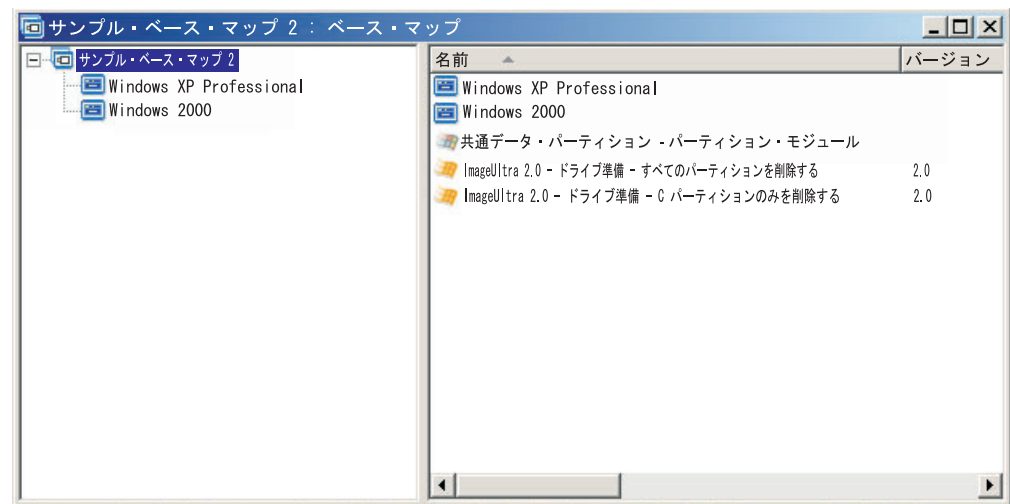 サンプル・ベース・マップ 2 : ベース・マップ
サンプル・ベース・マップ 2
Windows XP Professional
Windows 2000
名前 バージョン
Windows XP Professional
Windows 2000
共通データ・パーティション - パーティション・モジュール
ImageUltra 2.0 - ドライブ準備 - すべてのパーティションを削除する 2.0
ImageUltra 2.0 - ドライブ準備 - C パーティションのみを削除する 2.0